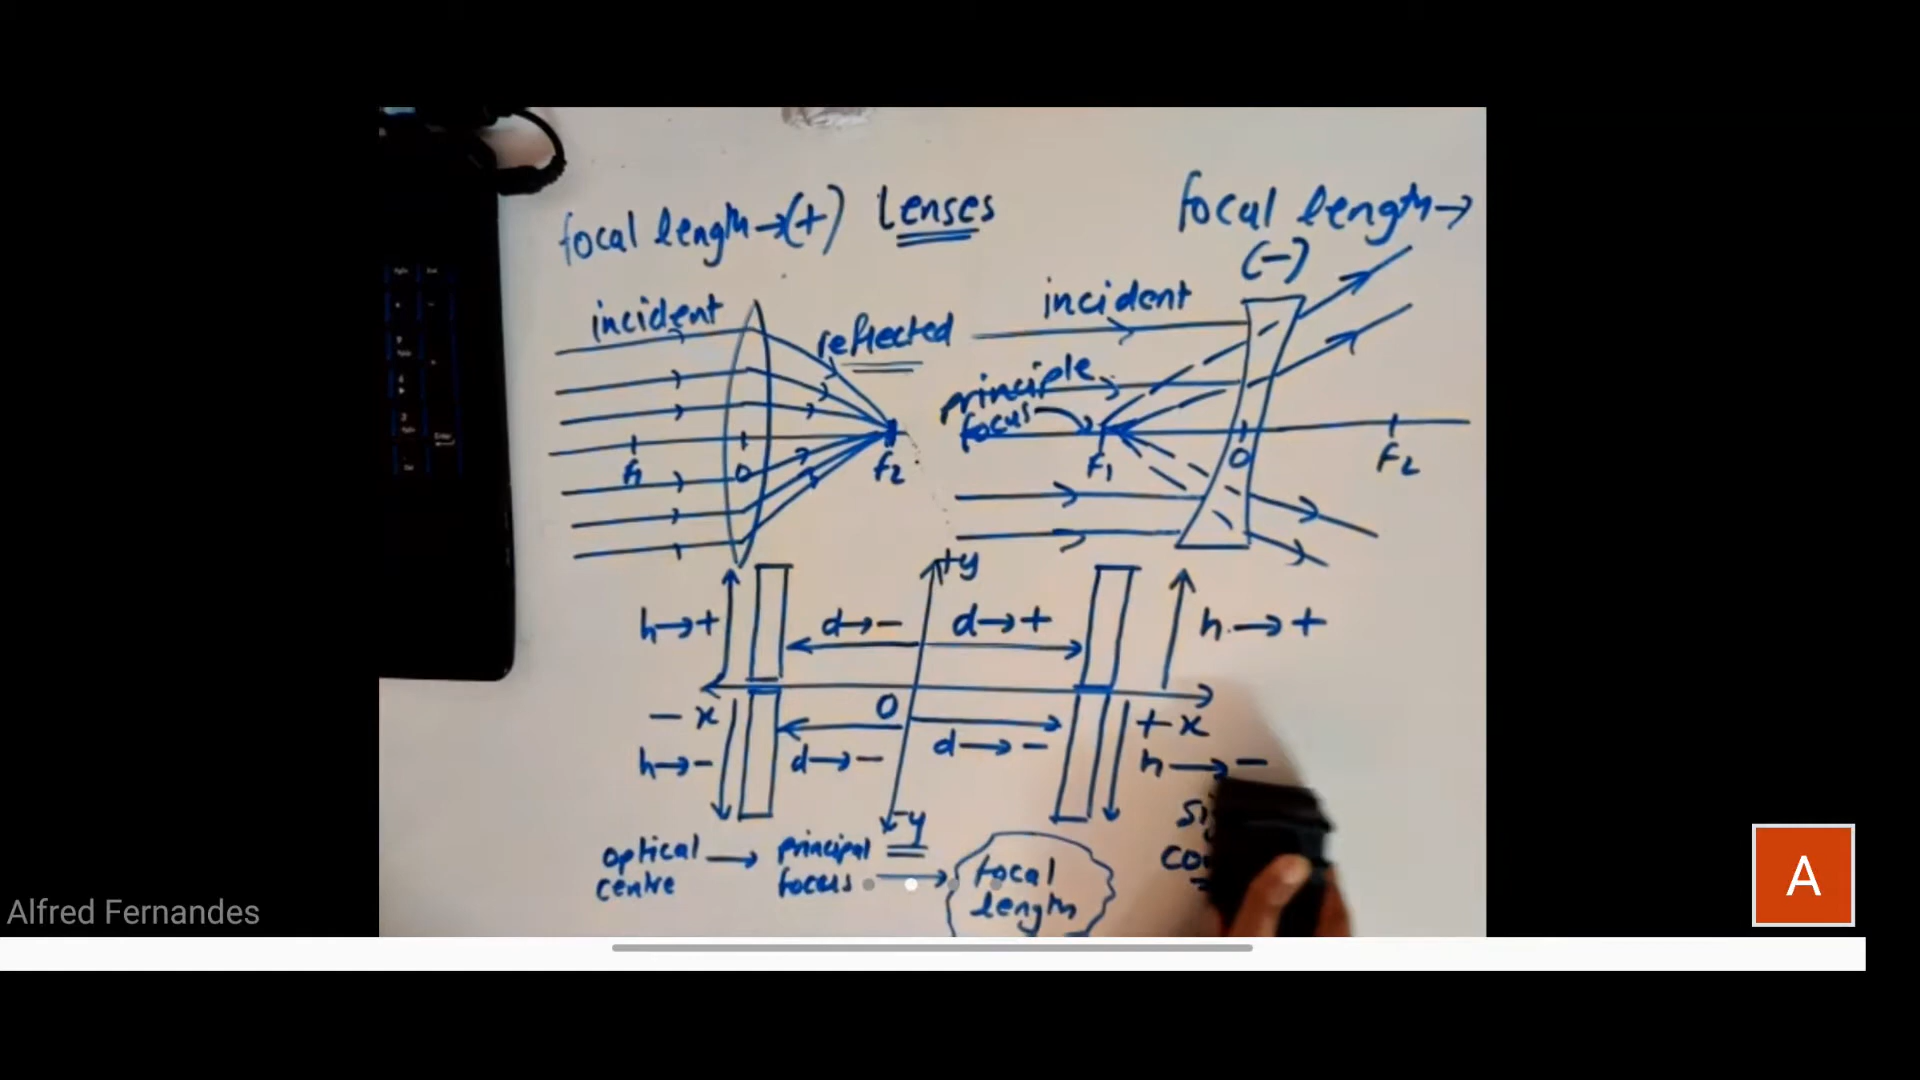 focal length→(+) Lenses
focal length→
(−)
incident
reflected
incident
principle
focus
F1
O
F2
F1
O
F2
+y
h→+
d→−
d→+
h→+
−x
O
+x
h→−
d→−
d→−
h→−
−y
optical centre → principal focus → focal length
Alfred Fernandes
A